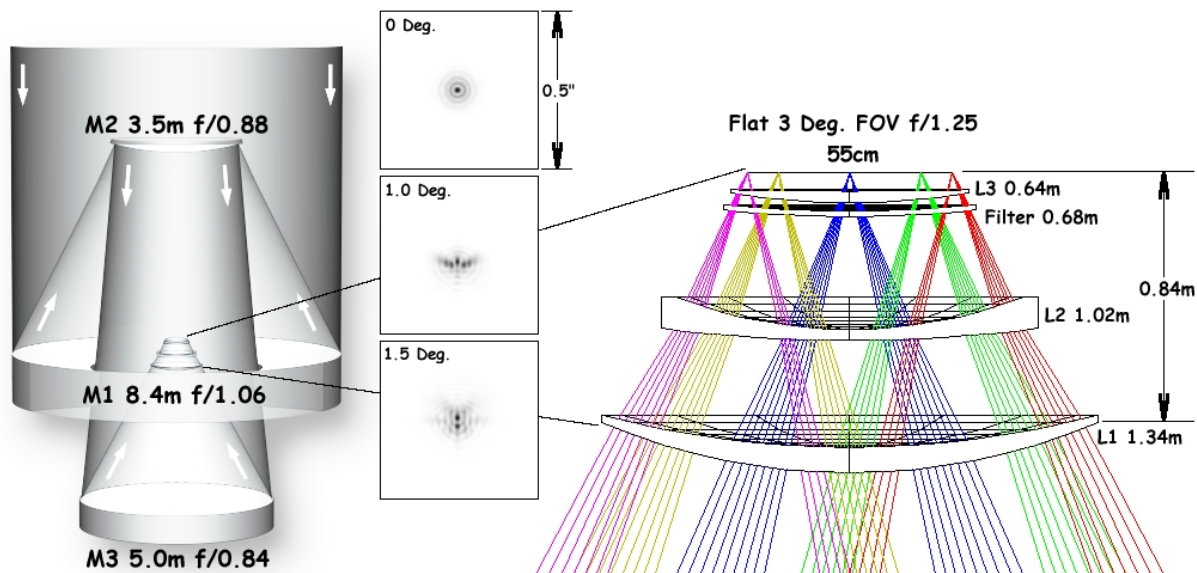 M2 3.5m f/0.88
M1 8.4m f/1.06
M3 5.0m f/0.84
0 Deg.
0.5"
1.0 Deg.
1.5 Deg.
Flat 3 Deg. FOV f/1.25
55cm
L3 0.64m
Filter 0.68m
0.84m
L2 1.02m
L1 1.34m